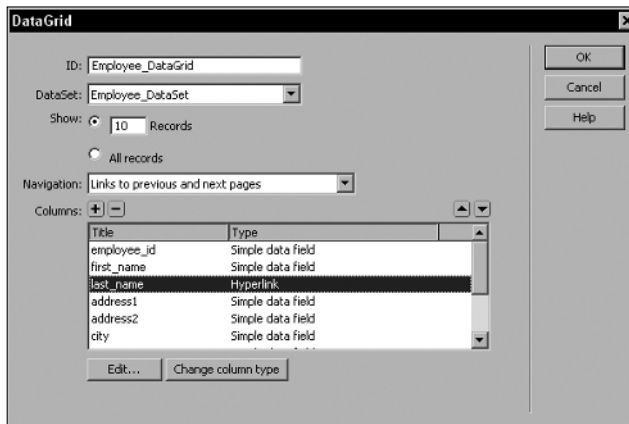 DataGrid
ID: Employee_DataGrid
OK
DataSet: Employee_DataSet
Cancel
Show: 10 Records
Help
All records
Navigation: Links to previous and next pages
Columns:
Title Type
employee_id Simple data field
first_name Simple data field
last_name Hyperlink
address1 Simple data field
address2 Simple data field
city Simple data field
Edit... Change column type